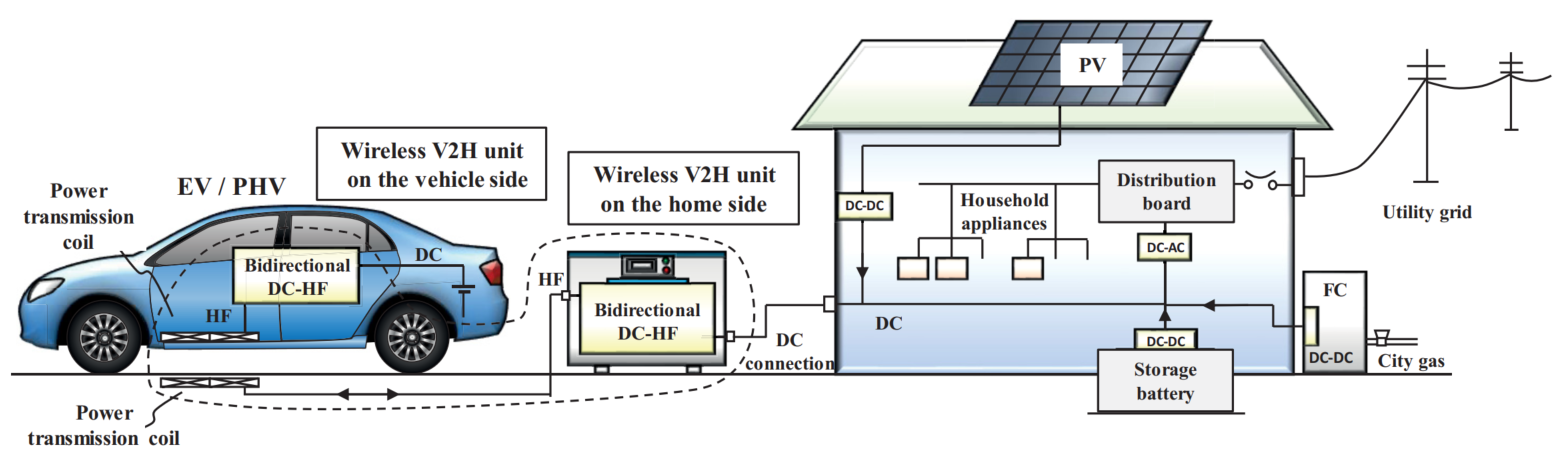 Wireless V2H unit
on the vehicle side
EV / PHV
Power
transmission
coil
Bidirectional
DC-HF
DC
HF
Power
transmission coil
Wireless V2H unit
on the home side
HF
Bidirectional
DC-HF
DC
connection
PV
DC-DC
Household
appliances
Distribution
board
DC-AC
DC
DC-DC
Storage
battery
FC
DC-DC
City gas
Utility grid